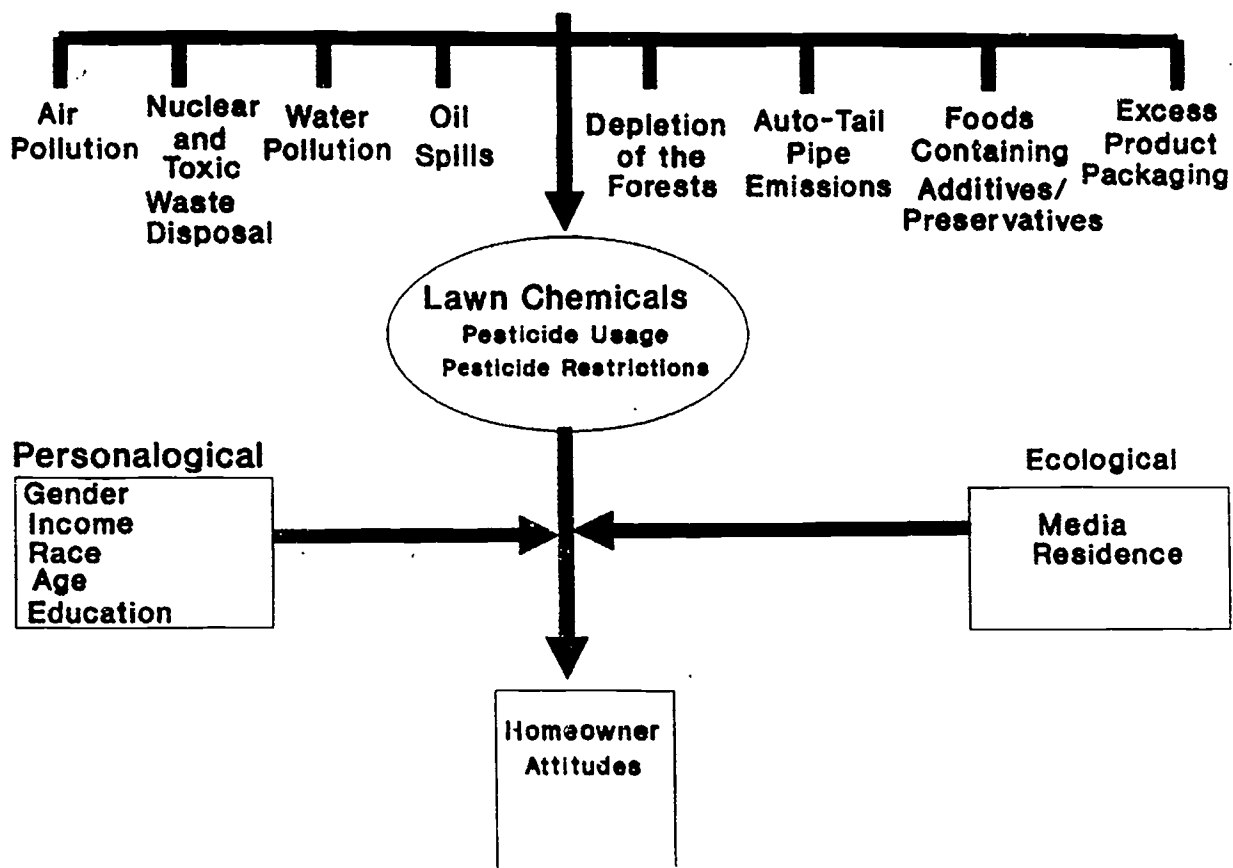 Air
Pollution
Nuclear
and
Toxic
Waste
Disposal
Water
Pollution
Oil
Spills
Depletion
of the
Forests
Auto-Tail
Pipe
Emissions
Foods
Containing
Additives/
Preservatives
Excess
Product
Packaging
Lawn Chemicals
Pesticide Usage
Pesticide Restrictions
Personalogical
Gender
Income
Race
Age
Education
Ecological
Media
Residence
Homeowner
Attitudes